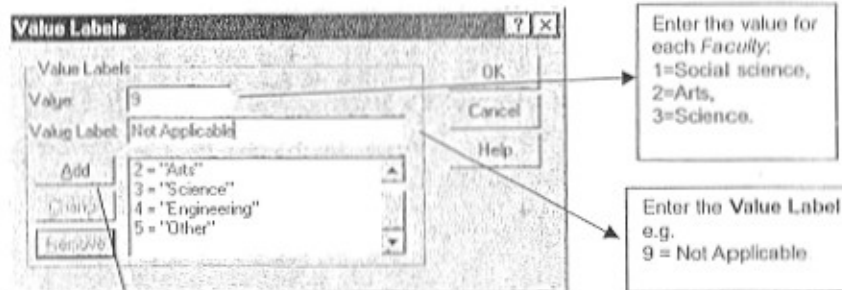 Value Labels
Value Labels
Value: 9
Value Label: Not Applicable
OK
Cancel
Help
Add
Change
Remove
2 = "Arts"
3 = "Science"
4 = "Engineering"
5 = "Other"
Enter the value for
each Faculty:
1=Social science,
2=Arts,
3=Science.
Enter the Value Label
e.g.
9 = Not Applicable